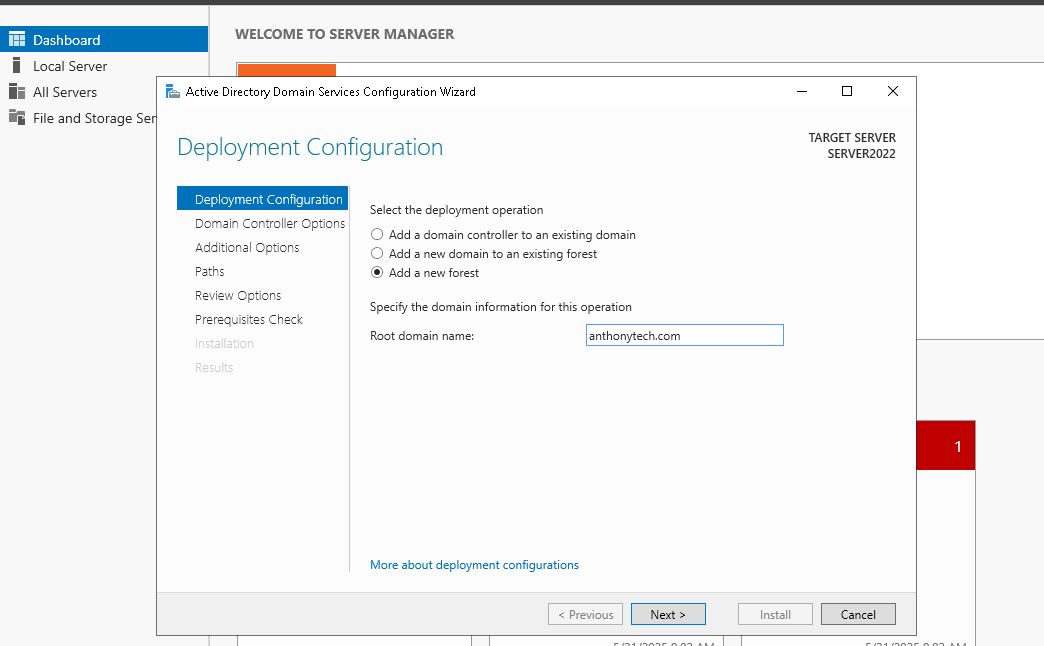 Dashboard
Local Server
All Servers
File and Storage Ser
WELCOME TO SERVER MANAGER
Active Directory Domain Services Configuration Wizard
Deployment Configuration
TARGET SERVER
SERVER2022
Deployment Configuration
Domain Controller Options
Additional Options
Paths
Review Options
Prerequisites Check
Installation
Results
Select the deployment operation
Add a domain controller to an existing domain
Add a new domain to an existing forest
Add a new forest
Specify the domain information for this operation
Root domain name:
anthonytech.com
More about deployment configurations
< Previous
Next >
Install
Cancel
1